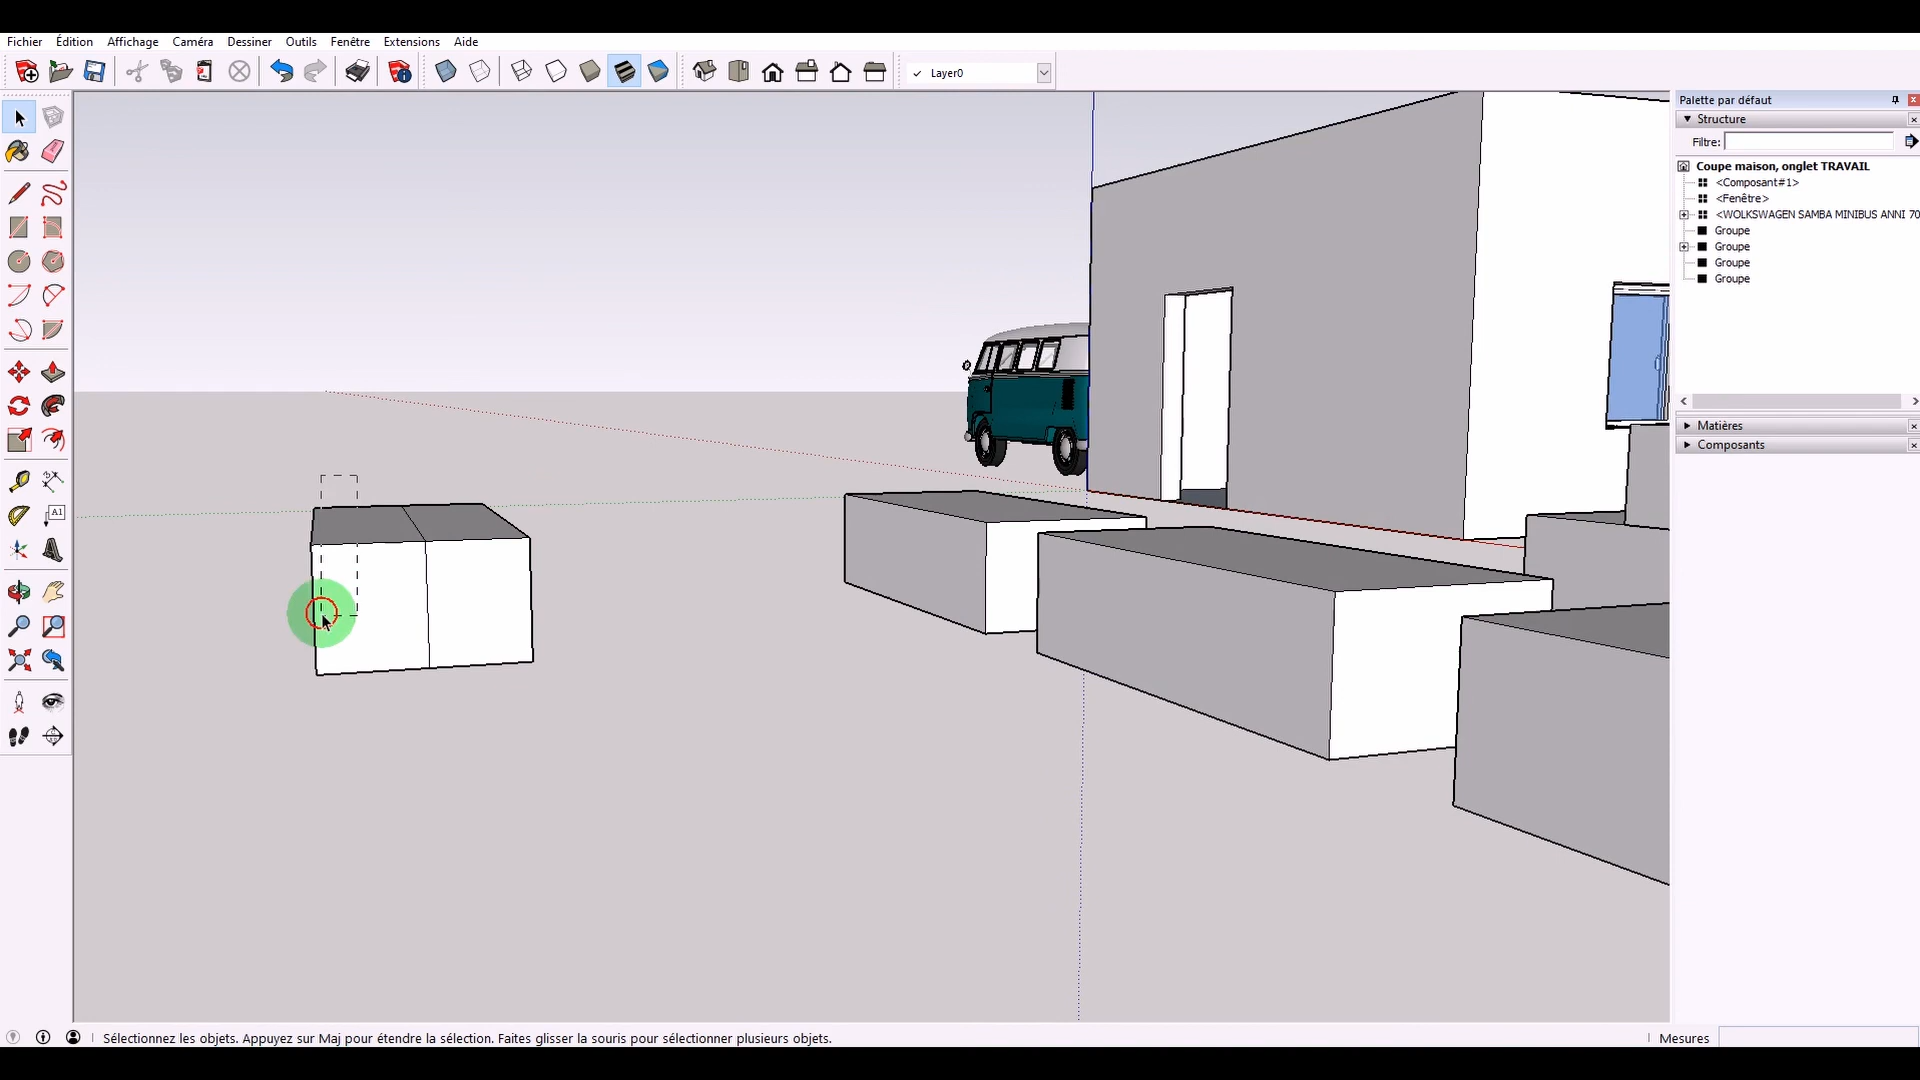 Fichier Édition Affichage Caméra Dessiner Outils Fenêtre Extensions Aide
Layer0
A1
Palette par défaut
Structure
Filtre:
Coupe maison, onglet TRAVAIL
<Composant#1>
<Fenêtre>
<WOLKSWAGEN SAMBA MINIBUS ANNI 70
Groupe
Groupe
Groupe
Groupe
Matières
Composants
Sélectionnez les objets. Appuyez sur Maj pour étendre la sélection. Faites glisser la souris pour sélectionner plusieurs objets.
Mesures